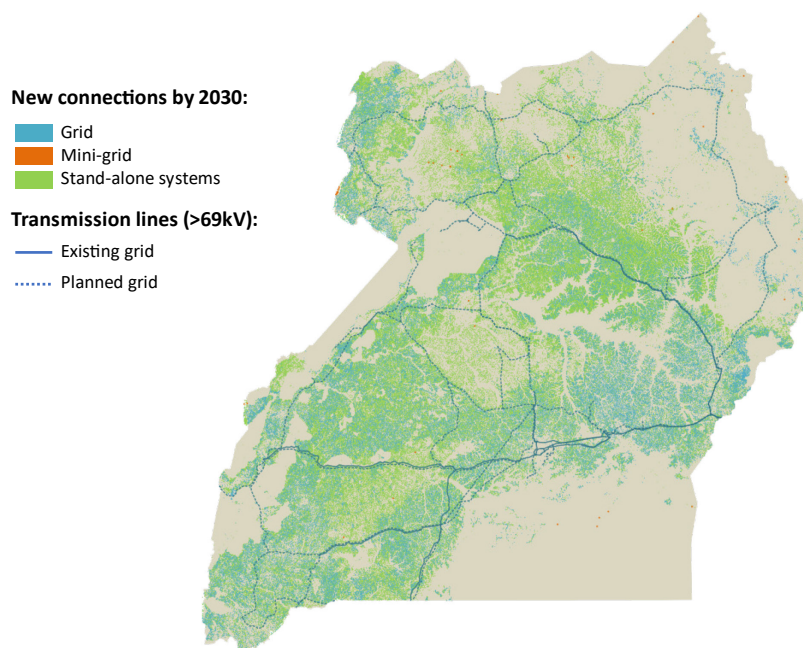 New connections by 2030:
Grid
Mini-grid
Stand-alone systems
Transmission lines (>69kV):
Existing grid
Planned grid